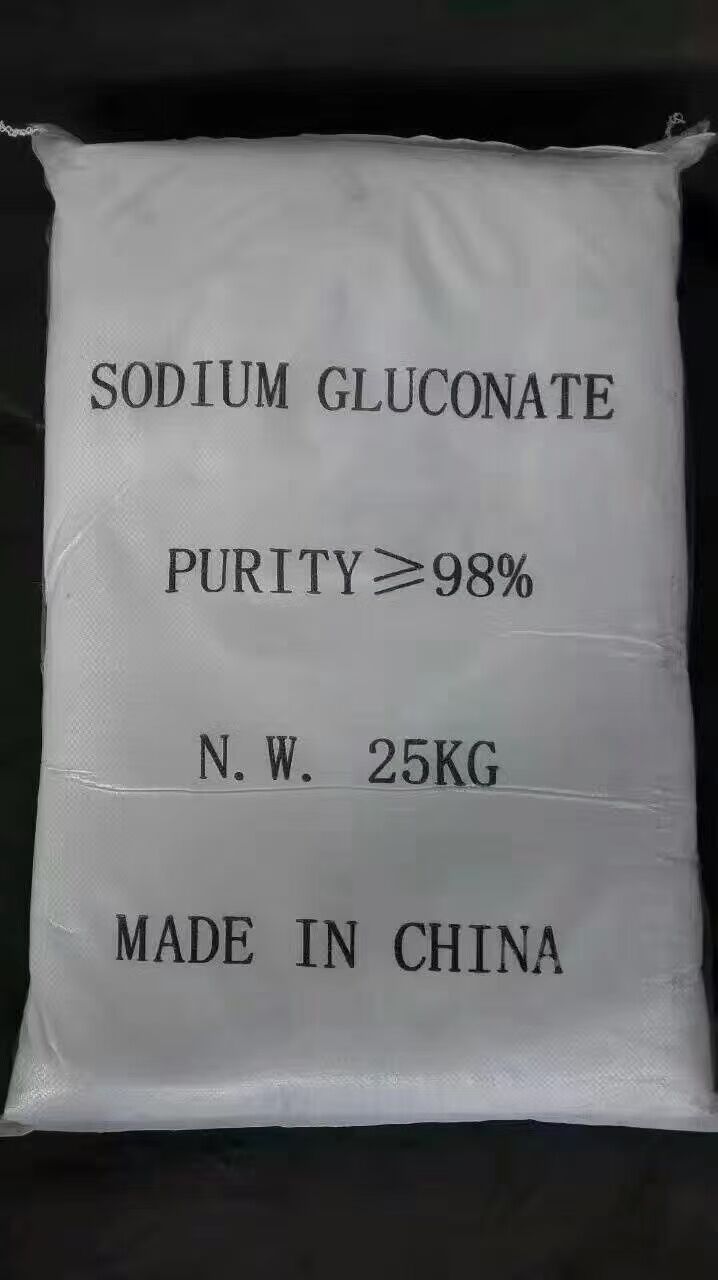 SODIUM GLUCONATE
PURITY≥98%
N.W. 25KG
MADE IN CHINA